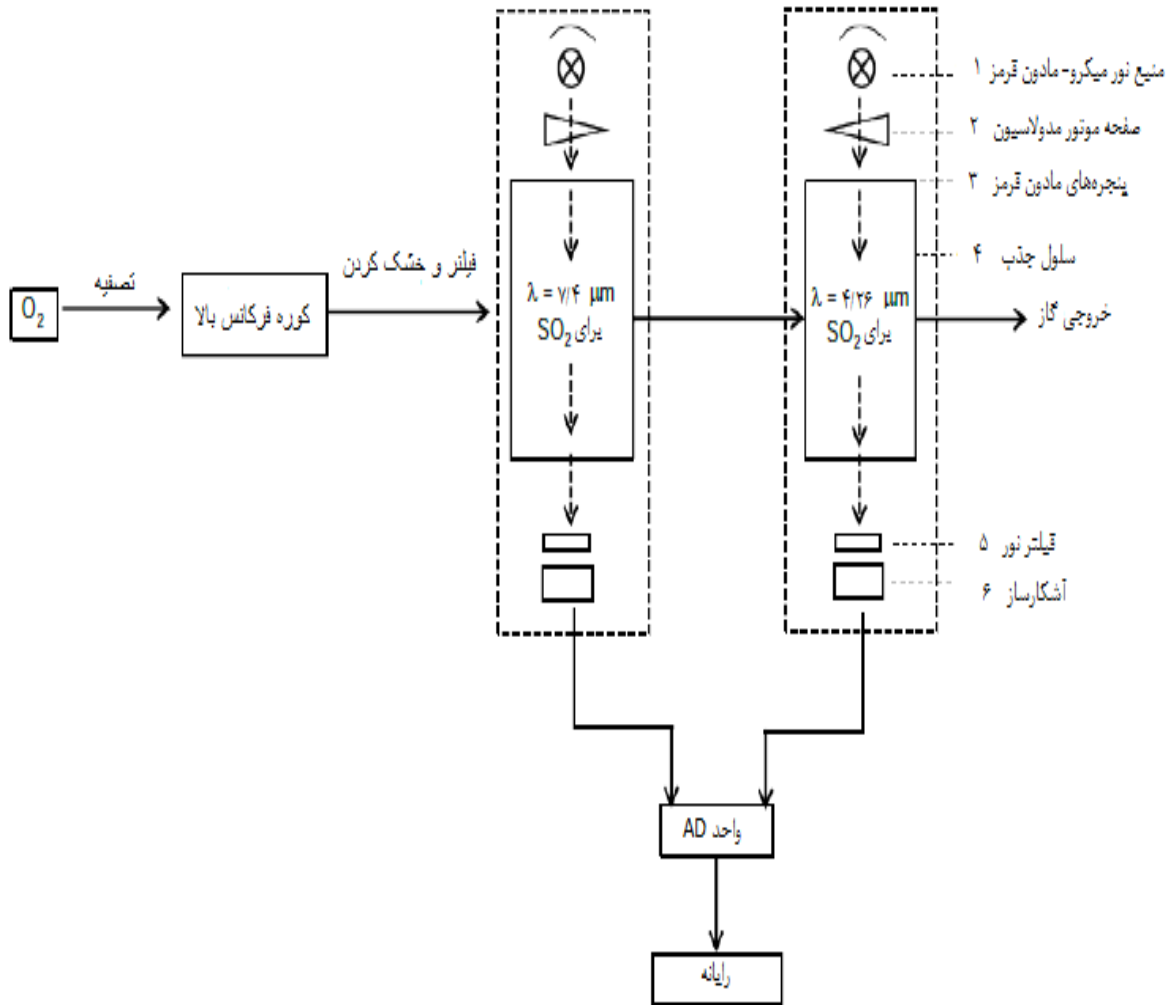 ۱ منبع نور میکرو- مادون قرمز
۲ صفحه موتور مدولاسیون
۳ پنجره‌های مادون قرمز
۴ سلول جذب
خروجی گاز
۵ فیلتر نور
۶ آشکارساز
O₂
تصفیه
کوره فرکانس بالا
فیلتر و خشک کردن
λ = ۷/۴ μm
برای SO₂
λ = ۴/۲۶ μm
برای SO₂
واحد AD
رایانه